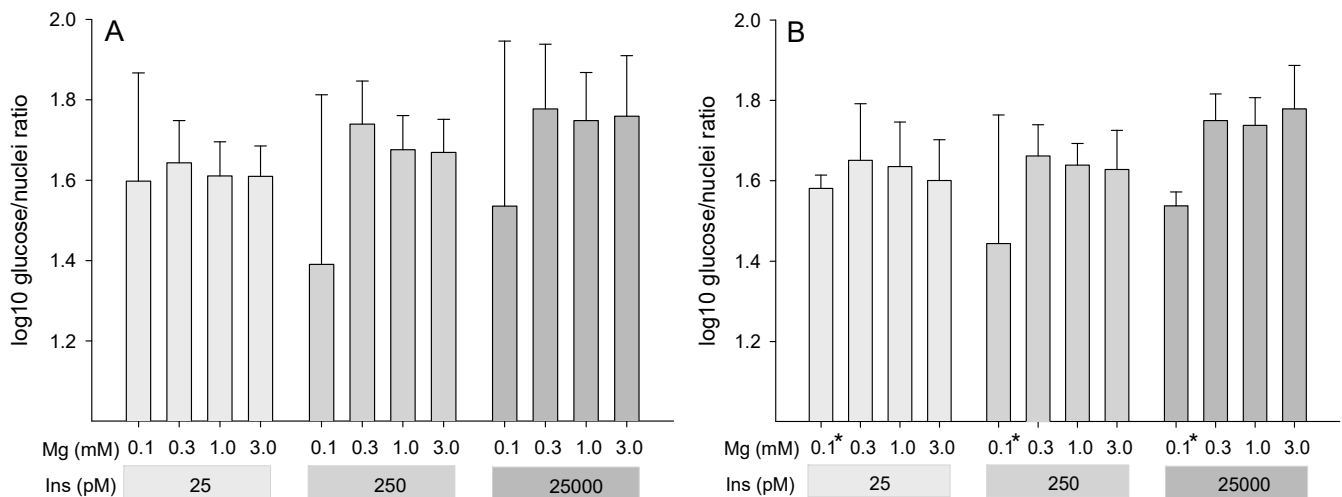 A
log10 glucose/nuclei ratio
2.0
1.8
1.6
1.4
1.2
Mg (mM) 0.1 0.3 1.0 3.0 0.1 0.3 1.0 3.0 0.1 0.3 1.0 3.0
Ins (pM) 25 250 25000
B
log10 glucose/nuclei ratio
2.0
1.8
1.6
1.4
1.2
Mg (mM) 0.1* 0.3 1.0 3.0 0.1* 0.3 1.0 3.0 0.1* 0.3 1.0 3.0
Ins (pM) 25 250 25000